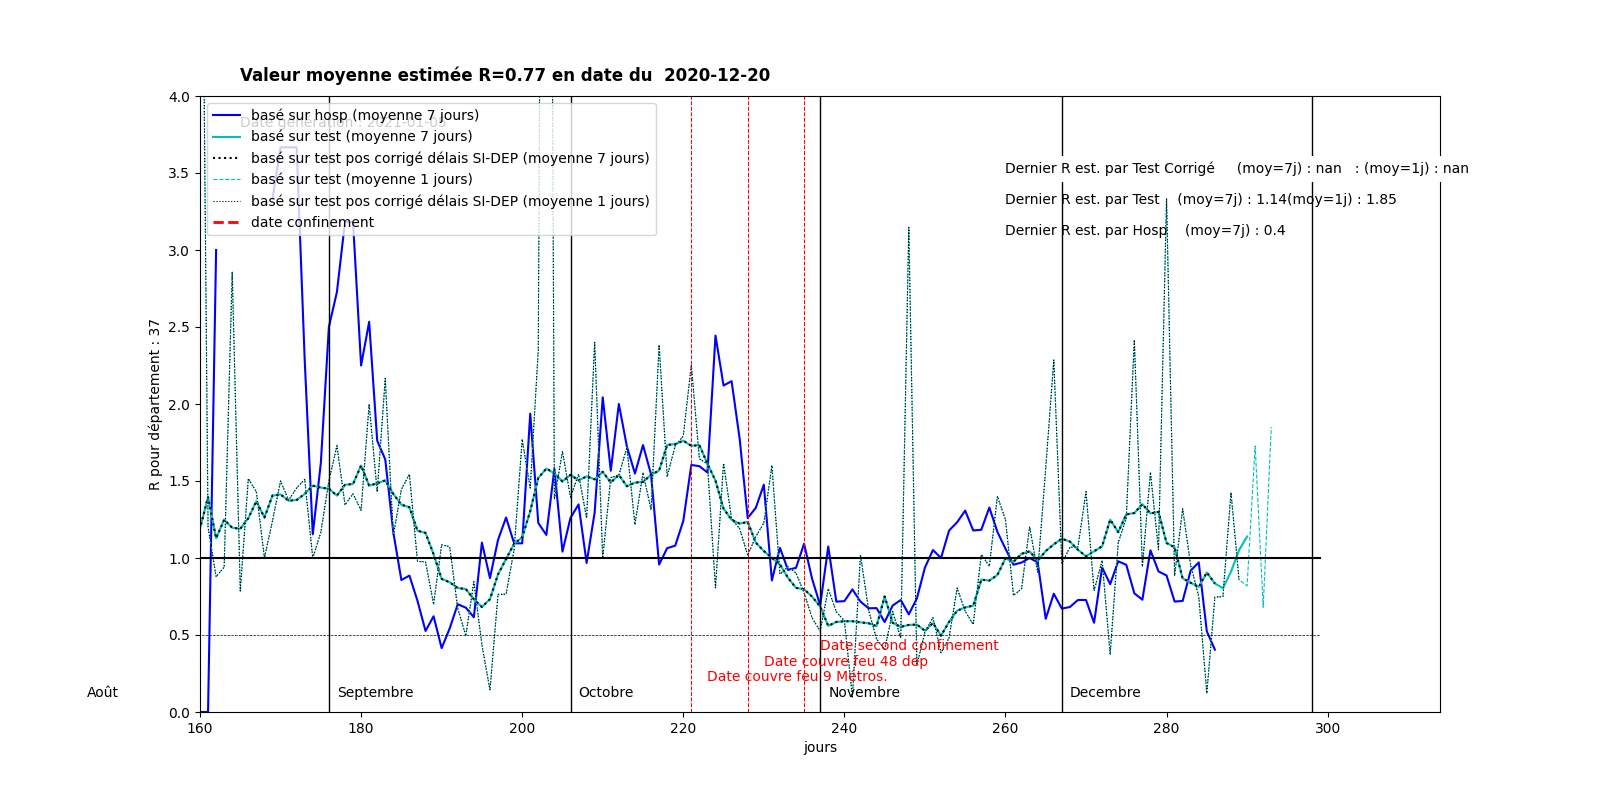 Valeur moyenne estimée R=0.77 en date du  2020-12-20
Date génération : 2021-01-05
basé sur hosp (moyenne 7 jours)
basé sur test (moyenne 7 jours)
basé sur test pos corrigé délais SI-DEP (moyenne 7 jours)
basé sur test (moyenne 1 jours)
basé sur test pos corrigé délais SI-DEP (moyenne 1 jours)
date confinement
Dernier R est. par Test Corrigé (moy=7j) : nan : (moy=1j) : nan
Dernier R est. par Test (moy=7j) : 1.14(moy=1j) : 1.85
Dernier R est. par Hosp (moy=7j) : 0.4
R pour département : 37
4.0
3.5
3.0
2.5
2.0
1.5
1.0
0.5
0.0
Date second confinement
Date couvre feu 48 dep
Date couvre feu 9 Metros.
Août Septembre Octobre Novembre Decembre
160 180 200 220 240 260 280 300
jours